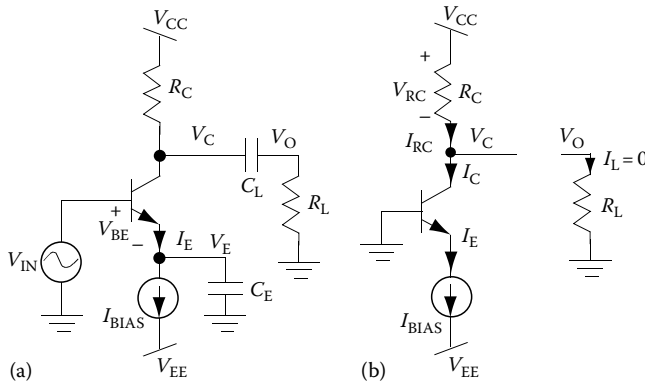 V_CC
R_C
V_C
V_O
C_L
R_L
+
V_BE
−
I_E
V_E
V_IN
C_E
I_BIAS
V_EE
(a)
V_CC
+
V_RC
R_C
−
I_RC
V_C
V_O
I_L = 0
I_C
R_L
I_E
I_BIAS
V_EE
(b)